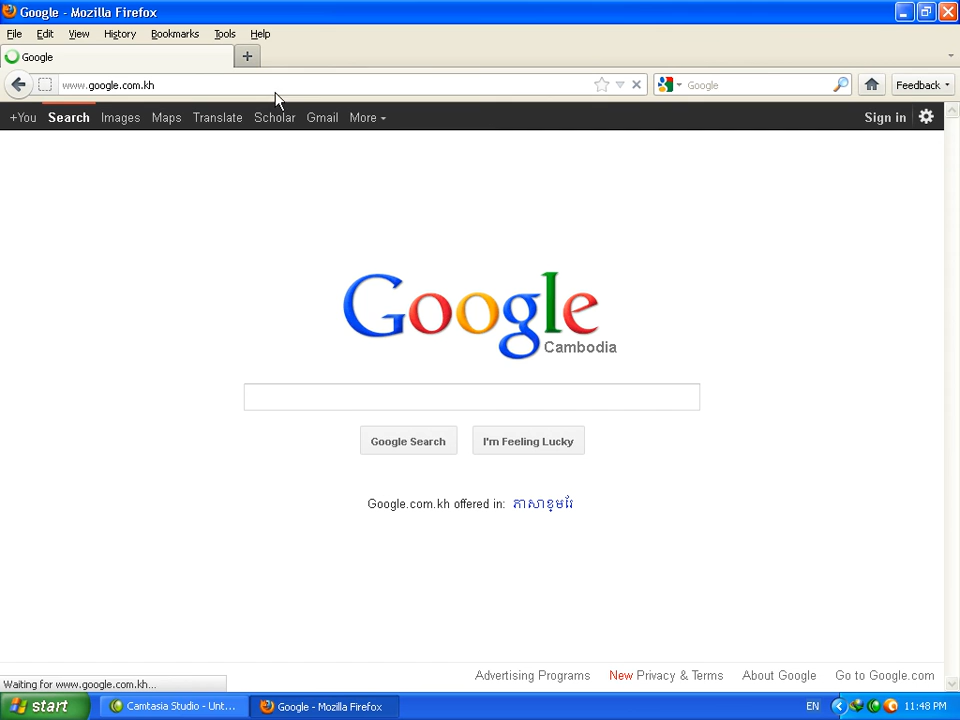 Google - Mozilla Firefox
File Edit View History Bookmarks Tools Help
Google
www.google.com.kh Google Feedback
+You Search Images Maps Translate Scholar Gmail More Sign in
Google
Cambodia
Google Search I'm Feeling Lucky
Google.com.kh offered in: ភាសាខ្មែរ
Advertising Programs New Privacy & Terms About Google Go to Google.com
Waiting for www.google.com.kh...
start Camtasia Studio - Unt... Google - Mozilla Firefox EN 11:48 PM